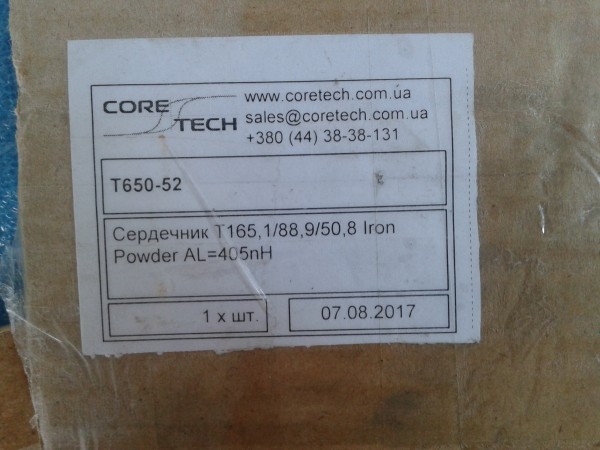 CORE TECH
www.coretech.com.ua
sales@coretech.com.ua
+380 (44) 38-38-131
T650-52
Сердечник T165,1/88,9/50,8 Iron
Powder AL=405nH
1 x шт.
07.08.2017